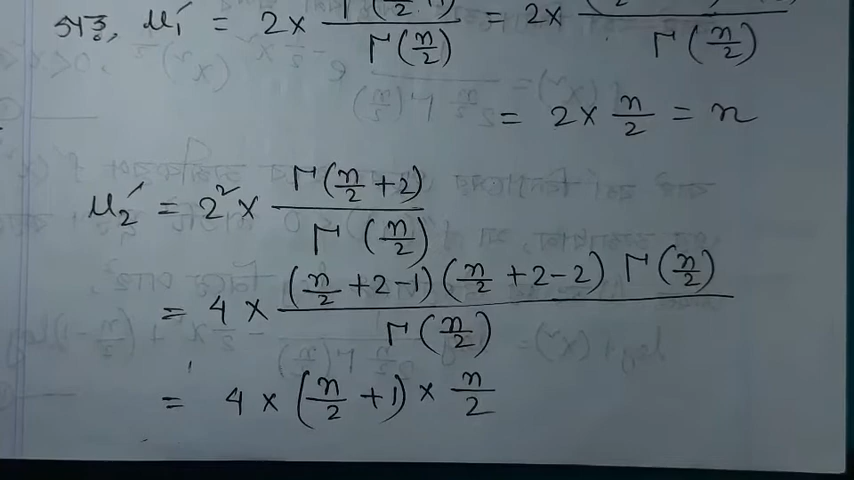 μ₁′ = 2 × Γ(n/2 + 1) / Γ(n/2) = 2 × / Γ(n/2)
= 2 × n/2 = n
μ₂′ = 2² × Γ(n/2 + 2) / Γ(n/2)
= 4 × (n/2 + 2 - 1) (n/2 + 2 - 2) Γ(n/2) / Γ(n/2)
= 4 × (n/2 + 1) × n/2